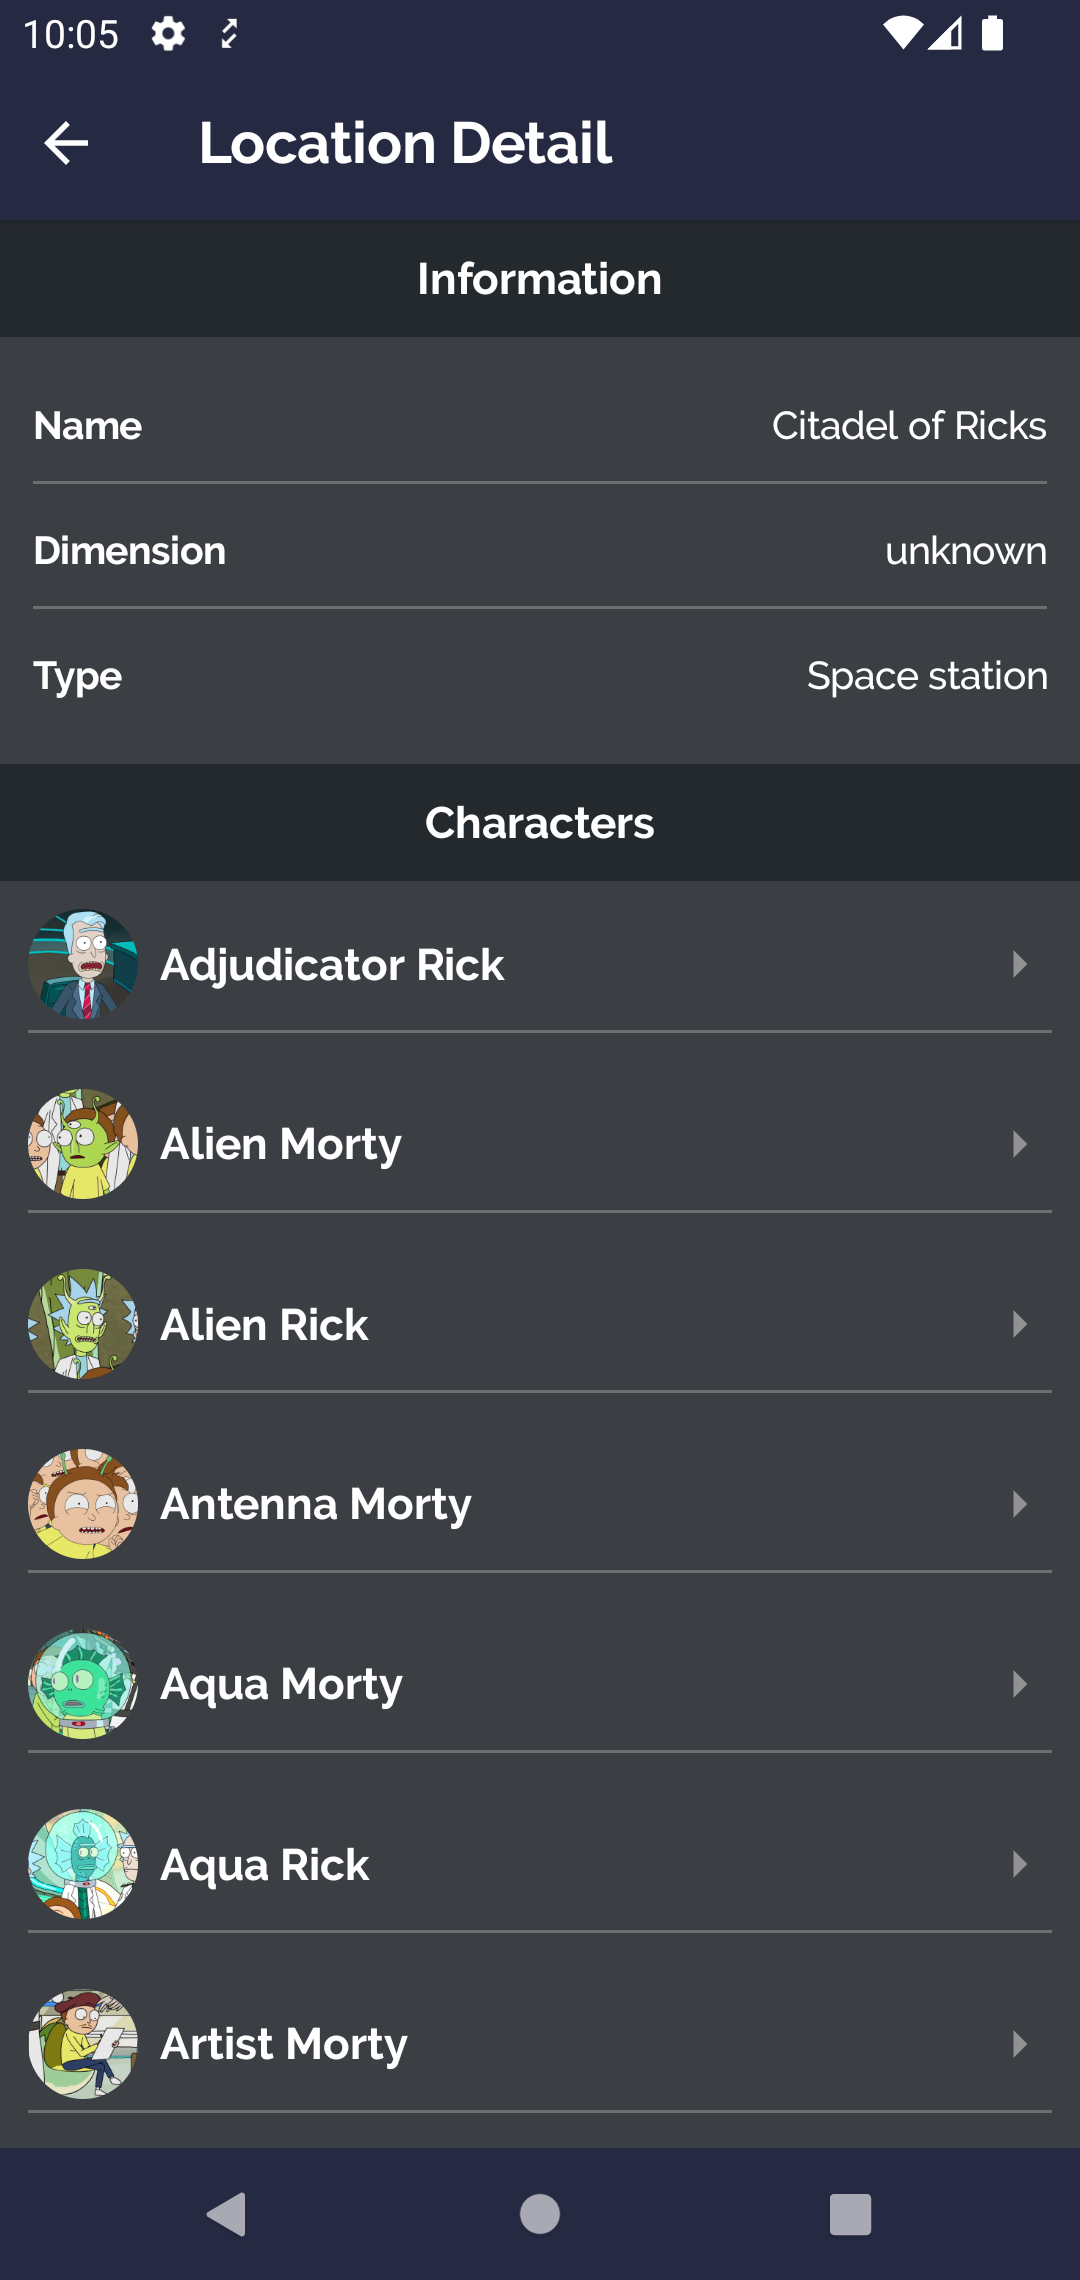 10:05
Location Detail
Information
Name Citadel of Ricks
Dimension unknown
Type Space station
Characters
Adjudicator Rick
Alien Morty
Alien Rick
Antenna Morty
Aqua Morty
Aqua Rick
Artist Morty